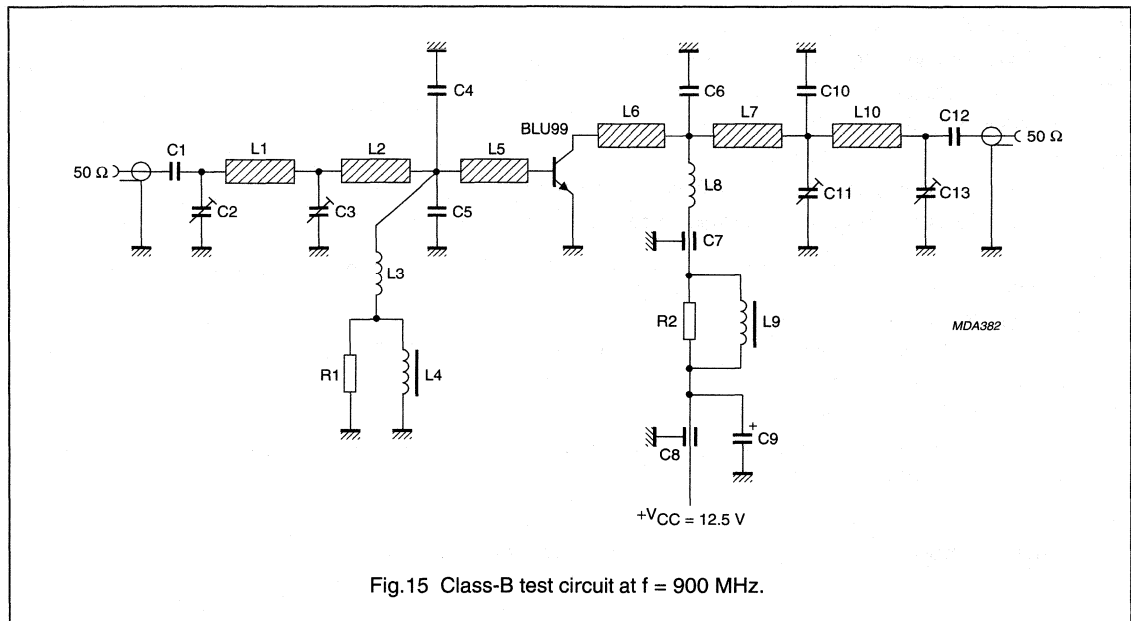 C4
C6
C10
BLU99
L6
L7
L10
C12
50 Ω
C1
L1
L2
L5
50 Ω
C2
C3
C5
L8
C11
C13
L3
C7
R1
L4
R2
L9
MDA382
C8
+
C9
+VCC = 12.5 V
Fig.15 Class-B test circuit at f = 900 MHz.